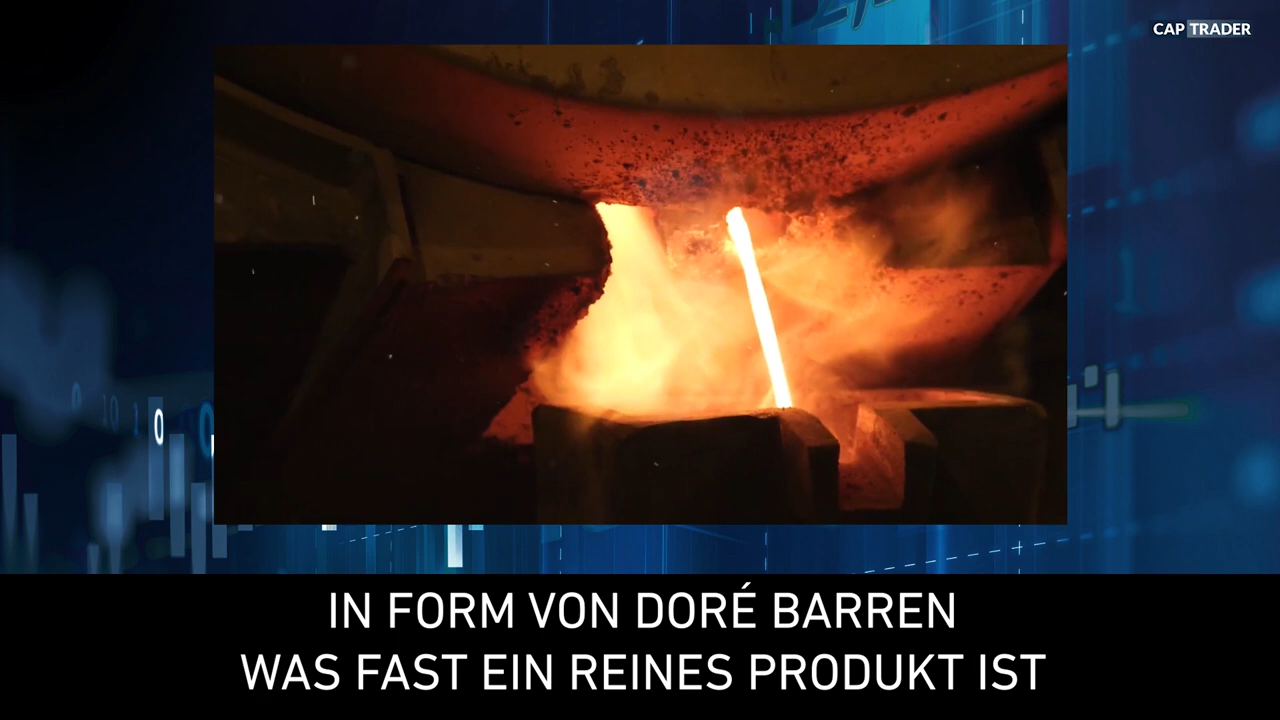 CAP TRADER
IN FORM VON DORÉ BARREN
WAS FAST EIN REINES PRODUKT IST